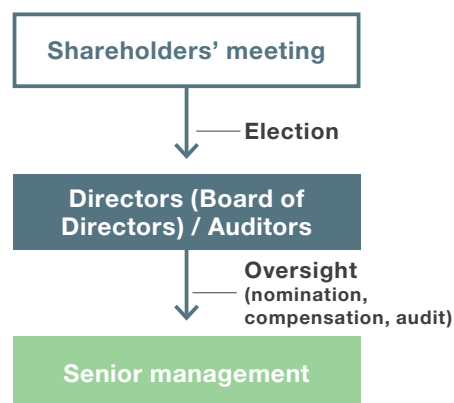 Shareholders’ meeting
Election
Directors (Board of
Directors) / Auditors
Oversight
(nomination,
compensation, audit)
Senior management